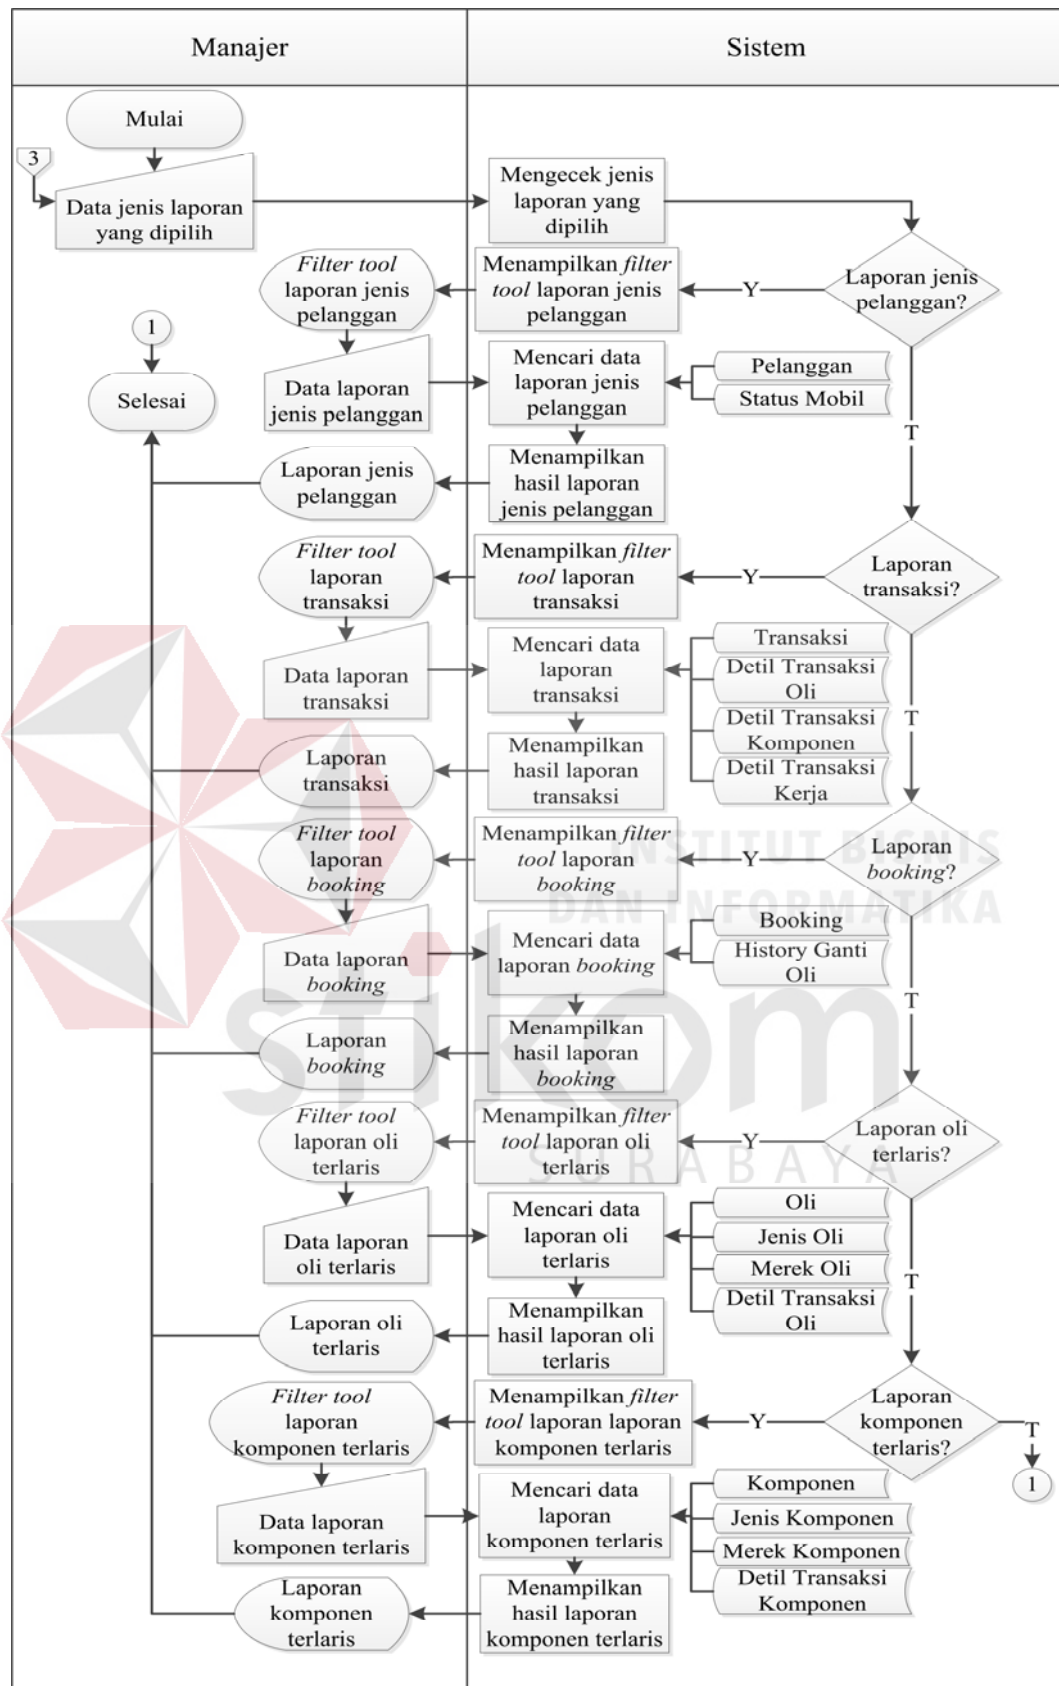 Manajer
Sistem
Mulai
3
Data jenis laporan
yang dipilih
Mengecek jenis
laporan yang
dipilih
Laporan jenis
pelanggan?
Y
Menampilkan filter
tool laporan jenis
pelanggan
Filter tool
laporan jenis
pelanggan
1
Selesai
Data laporan
jenis pelanggan
Mencari data
laporan jenis
pelanggan
Pelanggan
Status Mobil
T
Menampilkan
hasil laporan
jenis pelanggan
Laporan jenis
pelanggan
Laporan
transaksi?
Y
Menampilkan filter
tool laporan
transaksi
Filter tool
laporan
transaksi
Data laporan
transaksi
Mencari data
laporan
transaksi
Transaksi
Detil Transaksi
Oli
Detil Transaksi
Komponen
Detil Transaksi
Kerja
T
Menampilkan
hasil laporan
transaksi
Laporan
transaksi
Laporan
booking?
Y
Menampilkan filter
tool laporan
booking
Filter tool
laporan
booking
INSTITUT BISNIS
DAN INFORMATIKA
Data laporan
booking
Mencari data
laporan booking
Booking
History Ganti
Oli
T
stikom
Menampilkan
hasil laporan
booking
Laporan
booking
Laporan oli
terlaris?
Y
Menampilkan filter
tool laporan oli
terlaris
Filter tool
laporan oli
terlaris
SURABAYA
Data laporan
oli terlaris
Mencari data
laporan oli
terlaris
Oli
Jenis Oli
Merek Oli
Detil Transaksi
Oli
T
Menampilkan
hasil laporan oli
terlaris
Laporan oli
terlaris
Laporan
komponen
terlaris?
Y
T
1
Menampilkan filter
tool laporan laporan
komponen terlaris
Filter tool
laporan
komponen terlaris
Data laporan
komponen terlaris
Mencari data
laporan
komponen terlaris
Komponen
Jenis Komponen
Merek Komponen
Detil Transaksi
Komponen
Menampilkan
hasil laporan
komponen terlaris
Laporan
komponen
terlaris